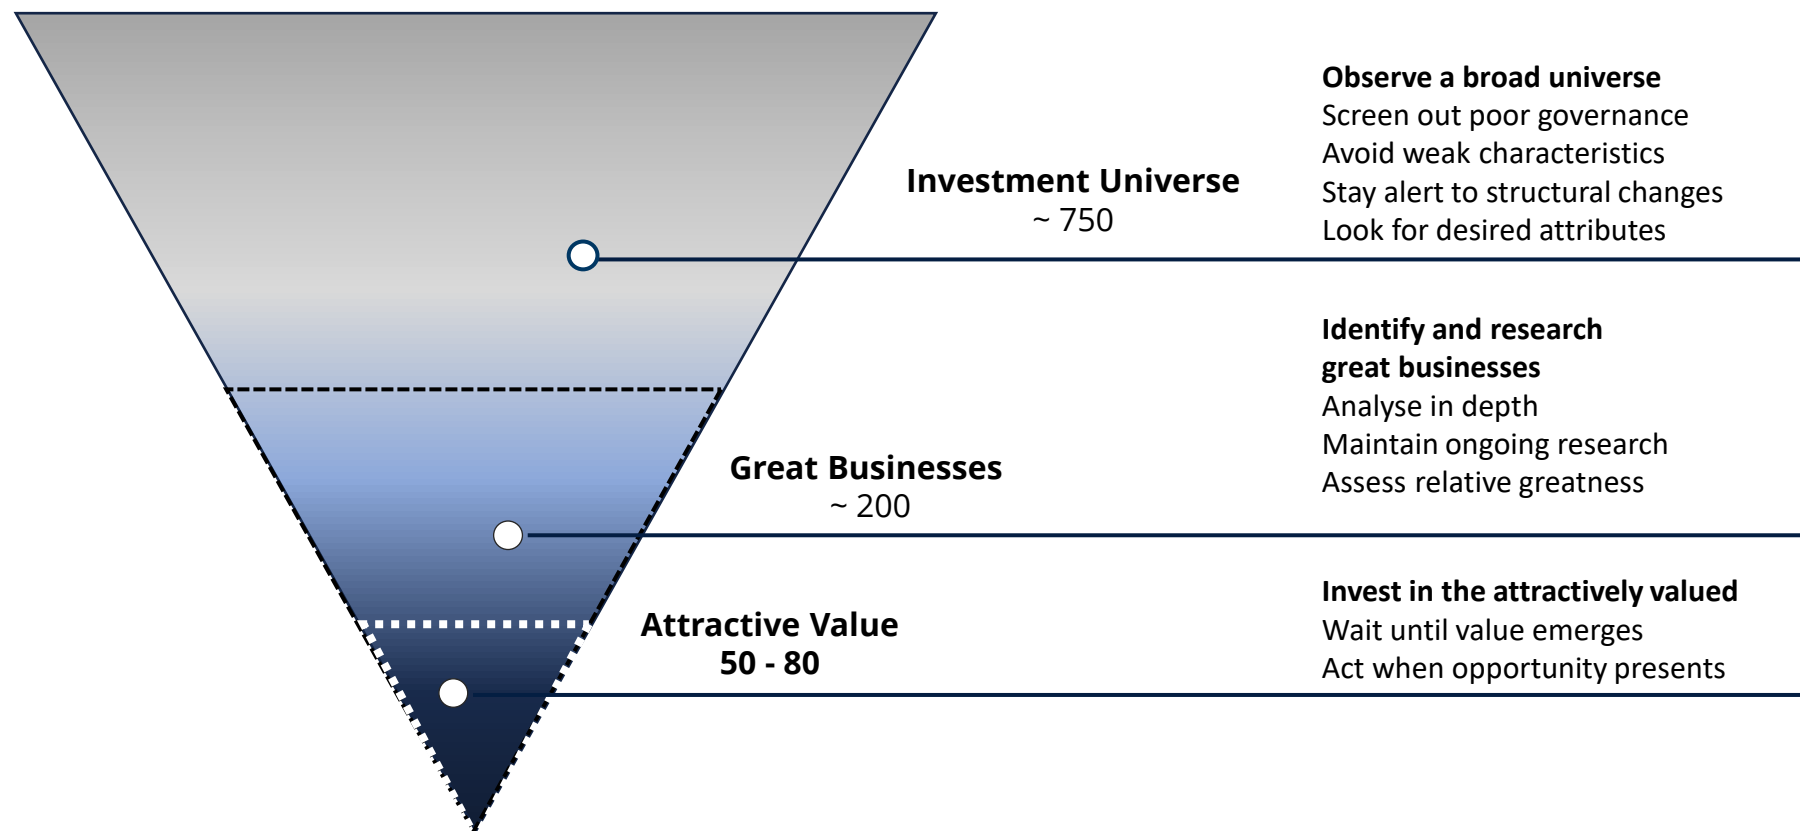 Investment Universe
~ 750
Observe a broad universe
Screen out poor governance
Avoid weak characteristics
Stay alert to structural changes
Look for desired attributes
Great Businesses
~ 200
Identify and research
great businesses
Analyse in depth
Maintain ongoing research
Assess relative greatness
Attractive Value
50 - 80
Invest in the attractively valued
Wait until value emerges
Act when opportunity presents